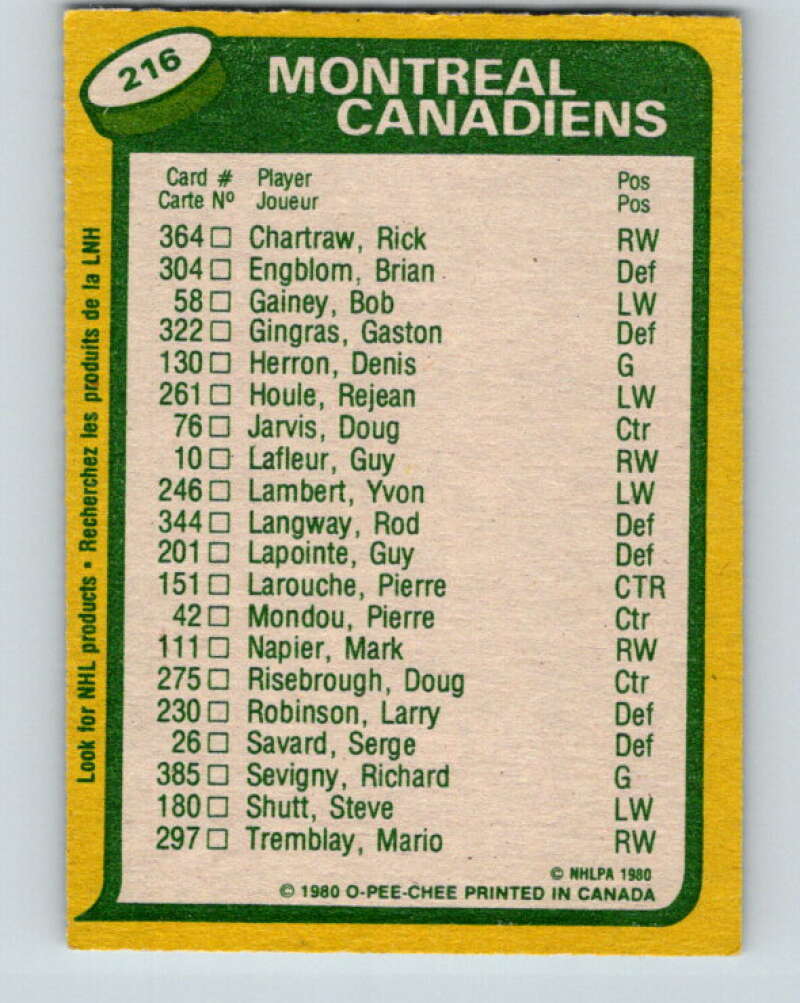 216
MONTREAL
CANADIENS
Card # Player Pos
Carte Nº Joueur Pos
364 □ Chartraw, Rick RW
304 □ Engblom, Brian Def
58 □ Gainey, Bob LW
322 □ Gingras, Gaston Def
130 □ Herron, Denis G
261 □ Houle, Rejean LW
76 □ Jarvis, Doug Ctr
10 □ Lafleur, Guy RW
246 □ Lambert, Yvon LW
344 □ Langway, Rod Def
201 □ Lapointe, Guy Def
151 □ Larouche, Pierre CTR
42 □ Mondou, Pierre Ctr
111 □ Napier, Mark RW
275 □ Risebrough, Doug Ctr
230 □ Robinson, Larry Def
26 □ Savard, Serge Def
385 □ Sevigny, Richard G
180 □ Shutt, Steve LW
297 □ Tremblay, Mario RW
© NHLPA 1980
© 1980 O-PEE-CHEE PRINTED IN CANADA
Look for NHL products • Recherchez les produits de la LNH